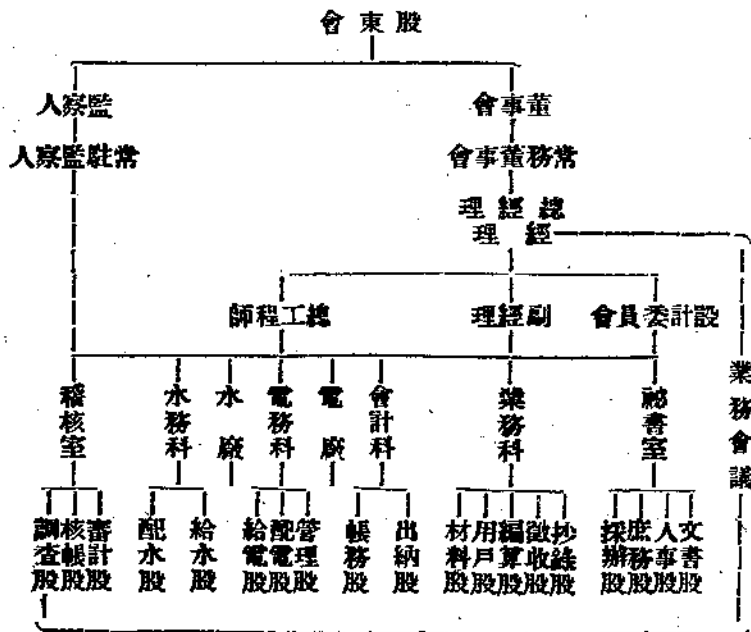 股東會
董事會
監察人
常務董事會
常駐監察人
總經理
經理
設計委員會
副經理
總工程師
業務會議
祕書室
業務科
會計科
電廠
電務科
水廠
水務科
稽核室
文書股
人事股
庶務股
採辦股
抄錄股
徵收股
編算股
用戶股
材料股
出納股
帳務股
管理股
配電股
給電股
給水股
配水股
審計股
核帳股
調查股